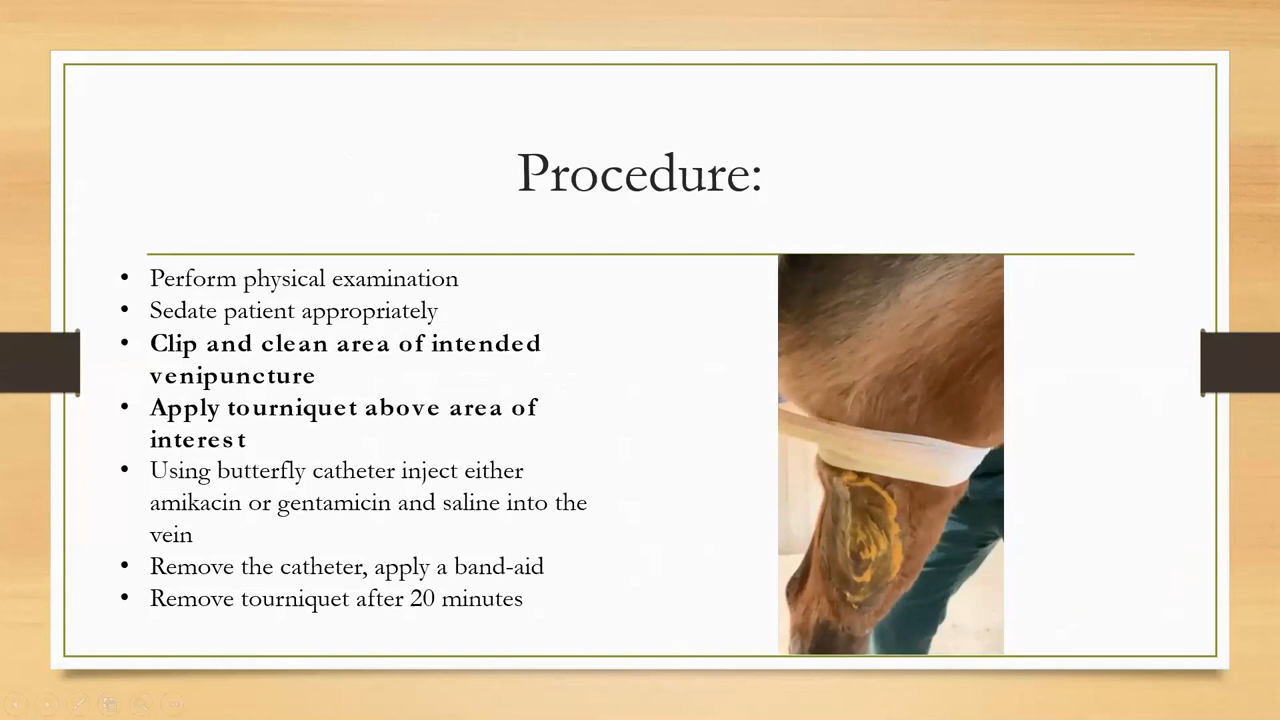 Procedure:
• Perform physical examination
• Sedate patient appropriately
• Clip and clean area of intended
venipuncture
• Apply tourniquet above area of
interest
• Using butterfly catheter inject either
amikacin or gentamicin and saline into the
vein
• Remove the catheter, apply a band-aid
• Remove tourniquet after 20 minutes